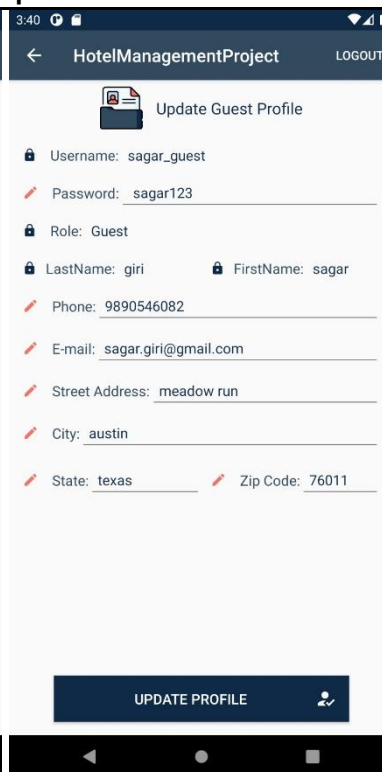 3:40
HotelManagementProject LOGOUT
Update Guest Profile
Username: sagar_guest
Password: sagar123
Role: Guest
LastName: giri FirstName: sagar
Phone: 9890546082
E-mail: sagar.giri@gmail.com
Street Address: meadow run
City: austin
State: texas Zip Code: 76011
UPDATE PROFILE